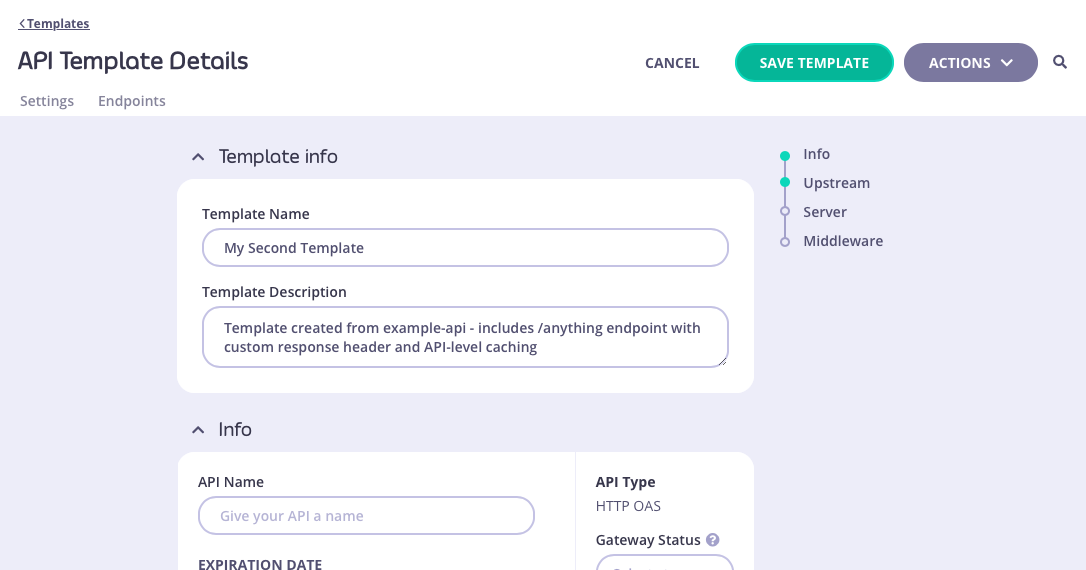 Templates
API Template Details
CANCEL
SAVE TEMPLATE
ACTIONS
Settings
Endpoints
Template info
Template Name
My Second Template
Template Description
Template created from example-api - includes /anything endpoint with
custom response header and API-level caching
Info
Upstream
Server
Middleware
Info
API Name
Give your API a name
EXPIRATION DATE
API Type
HTTP OAS
Gateway Status